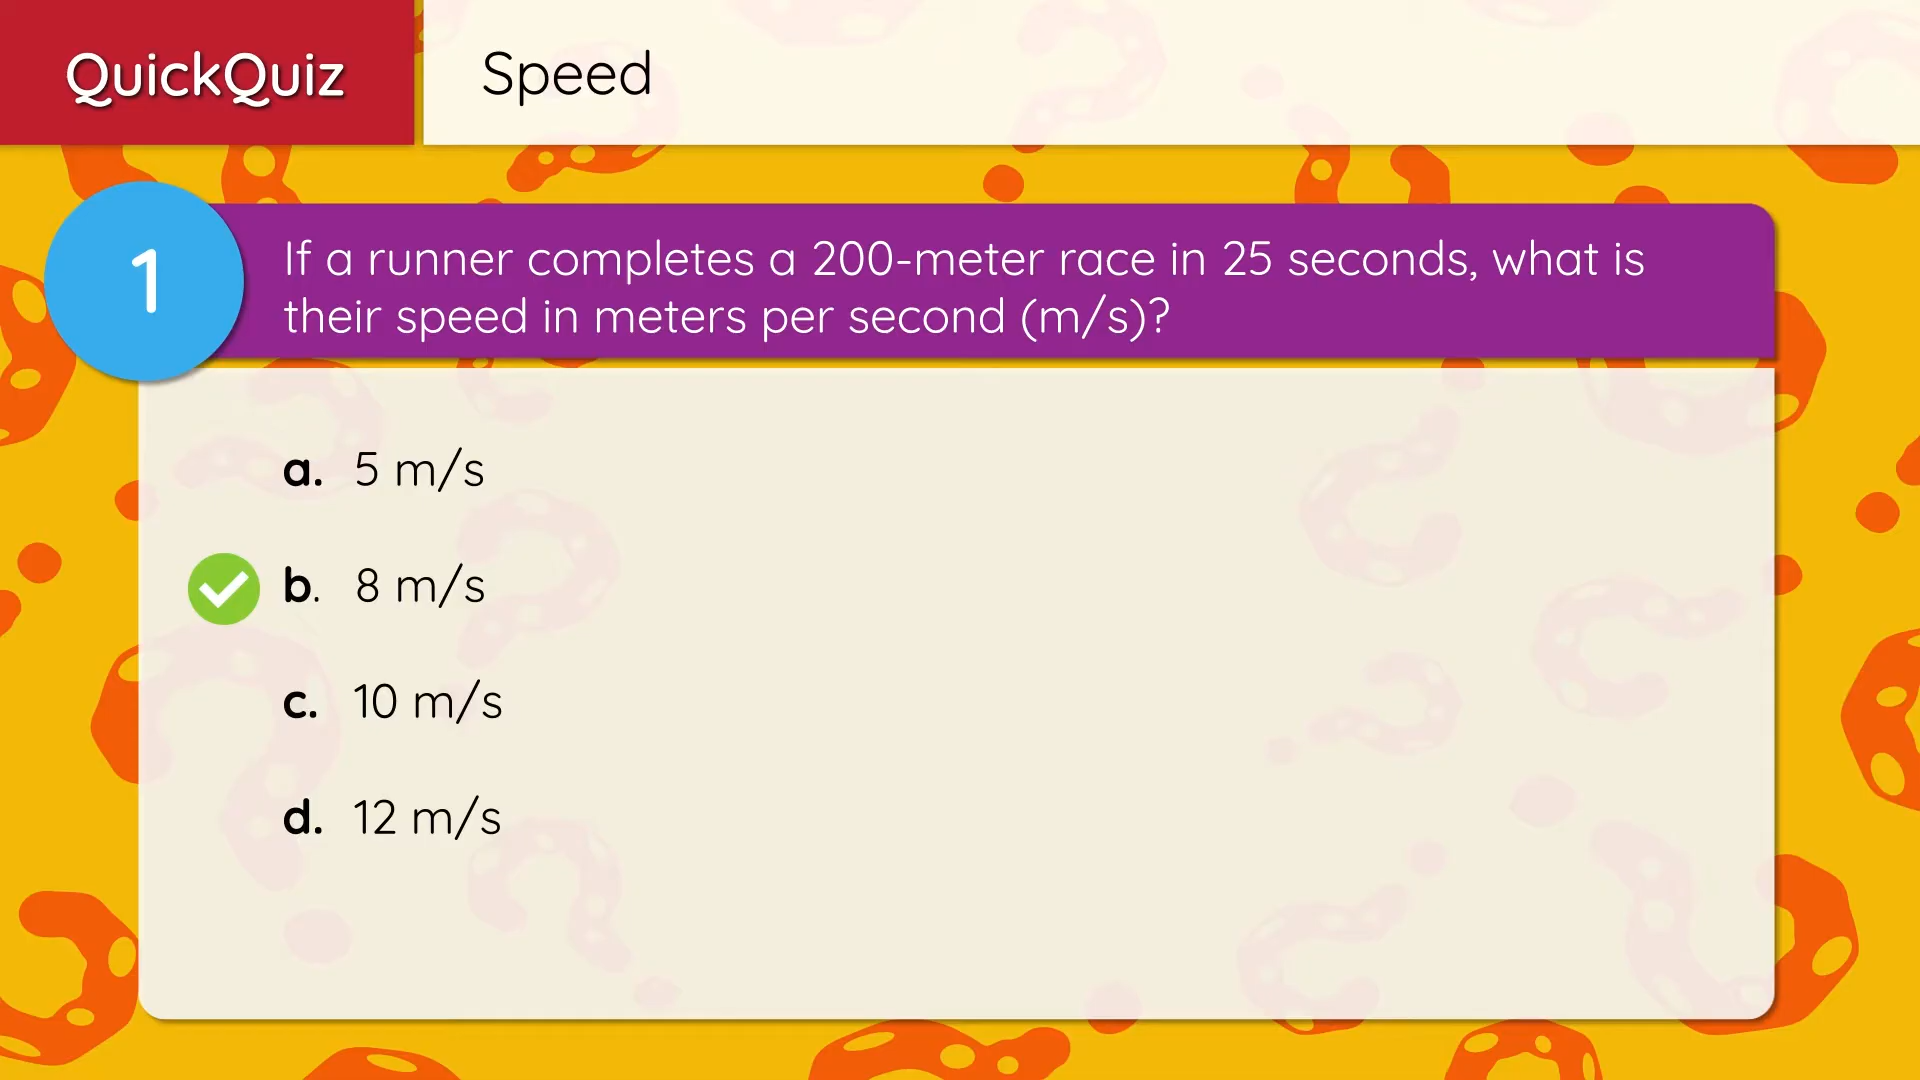 QuickQuiz
Speed
1
If a runner completes a 200-meter race in 25 seconds, what is
their speed in meters per second (m/s)?
a. 5 m/s
b. 8 m/s
c. 10 m/s
d. 12 m/s